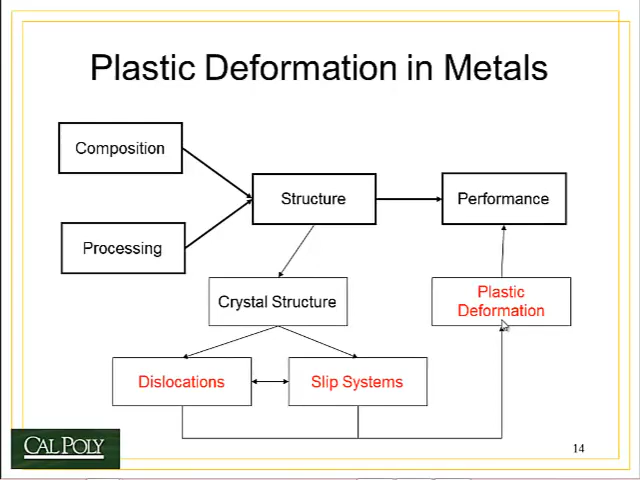 Plastic Deformation in Metals
Composition
Processing
Structure
Performance
Crystal Structure
Plastic
Deformation
Dislocations
Slip Systems
CAL POLY
14